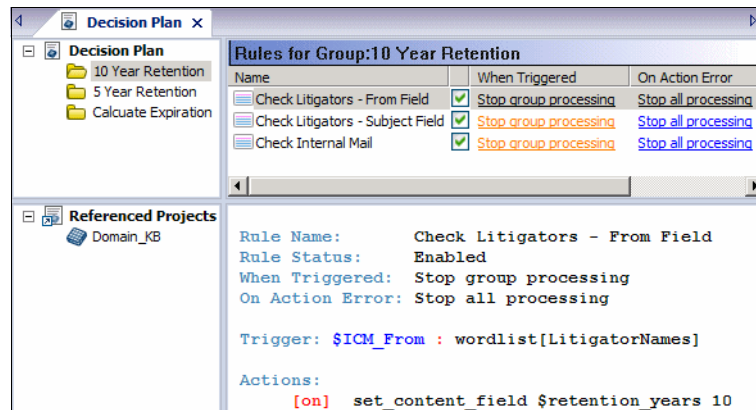 Decision Plan
Decision Plan
10 Year Retention
5 Year Retention
Calcuate Expiration
Rules for Group:10 Year Retention
Name When Triggered On Action Error
Check Litigators - From Field Stop group processing Stop all processing
Check Litigators - Subject Field Stop group processing Stop all processing
Check Internal Mail Stop group processing Stop all processing
Referenced Projects
Domain_KB
Rule Name: Check Litigators - From Field
Rule Status: Enabled
When Triggered: Stop group processing
On Action Error: Stop all processing
Trigger: $ICM_From : wordlist[LitigatorNames]
Actions:
[on] set_content_field $retention_years 10